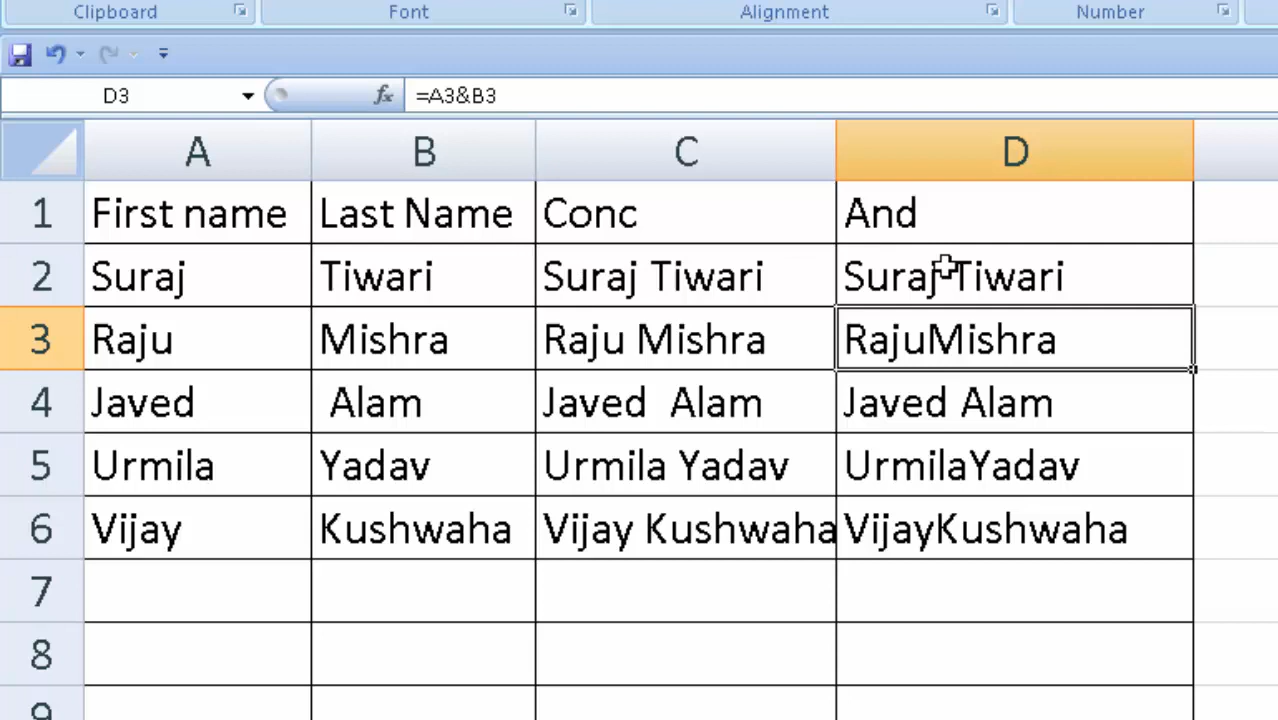 Clipboard Font Alignment Number
D3 fx =A3&B3
A B C D
1 First name Last Name Conc And
2 Suraj Tiwari Suraj Tiwari Suraj Tiwari
3 Raju Mishra Raju Mishra RajuMishra
4 Javed Alam Javed  Alam Javed Alam
5 Urmila Yadav Urmila Yadav UrmilaYadav
6 Vijay Kushwaha Vijay Kushwaha VijayKushwaha
7
8
9